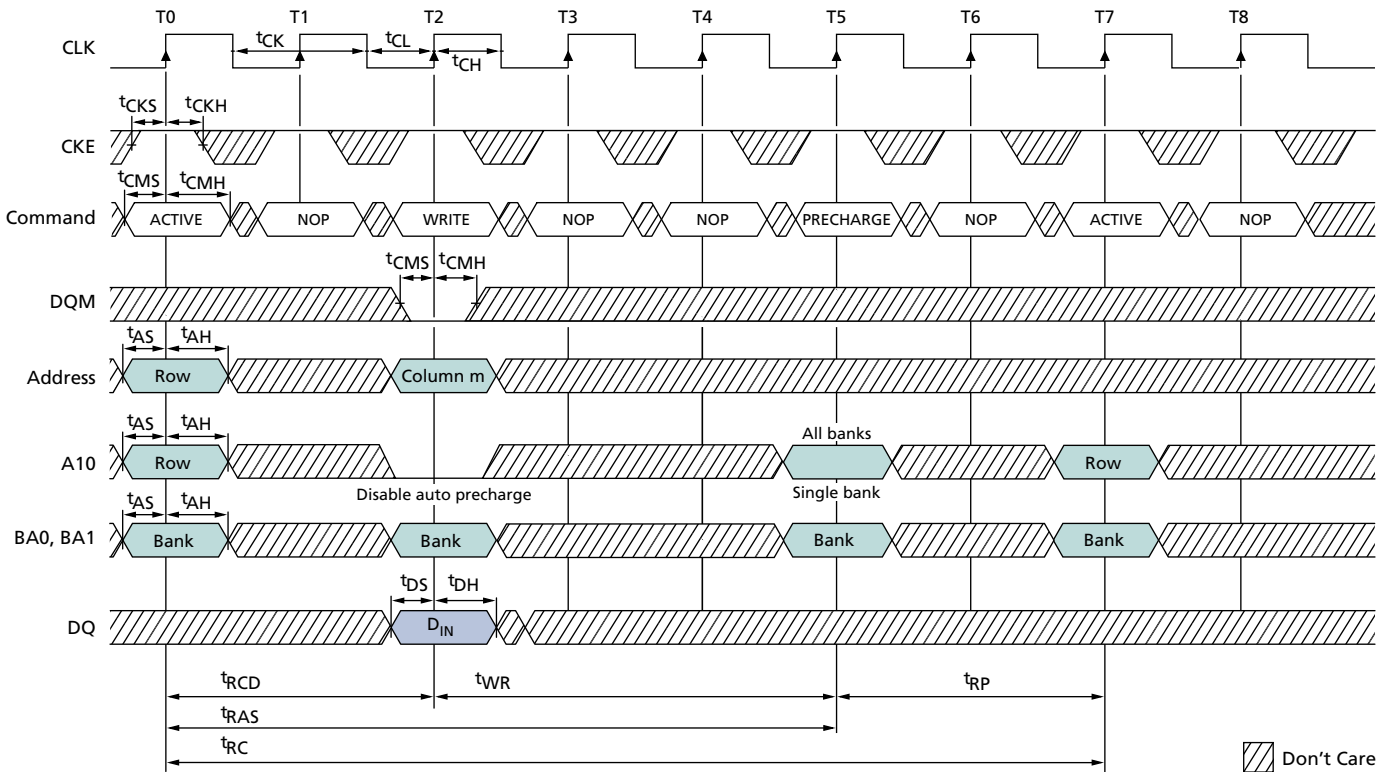 T0 T1 T2 T3 T4 T5 T6 T7 T8
CLK
tCK tCL
tCH
tCKS tCKH
CKE
tCMS tCMH
Command ACTIVE NOP WRITE NOP NOP PRECHARGE NOP ACTIVE NOP
tCMS tCMH
DQM
tAS tAH
Address Row Column m
tAS tAH
All banks
A10 Row Row
Disable auto precharge Single bank
tAS tAH
BA0, BA1 Bank Bank Bank Bank
tDS tDH
DQ DIN
tRCD tWR tRP
tRAS
tRC
Don't Care